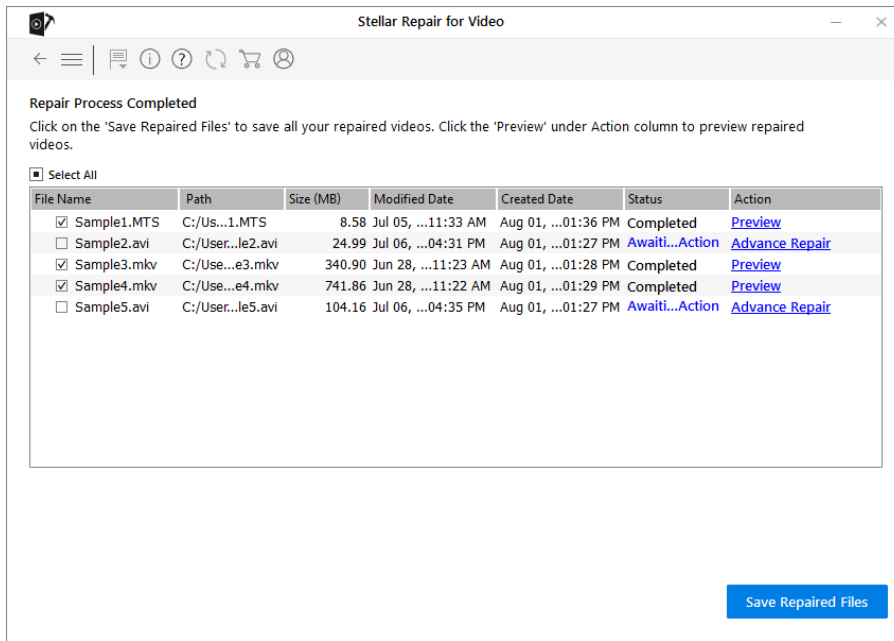 Stellar Repair for Video
Repair Process Completed
Click on the 'Save Repaired Files' to save all your repaired videos. Click the 'Preview' under Action column to preview repaired
videos.
Select All
File Name Path Size (MB) Modified Date Created Date Status Action
Sample1.MTS C:/Us...1.MTS 8.58 Jul 05, ...11:33 AM Aug 01, ...01:36 PM Completed Preview
Sample2.avi C:/User...le2.avi 24.99 Jul 06, ...04:31 PM Aug 01, ...01:27 PM Awaiti...Action Advance Repair
Sample3.mkv C:/Use...e3.mkv 340.90 Jun 28, ...11:23 AM Aug 01, ...01:28 PM Completed Preview
Sample4.mkv C:/Use...e4.mkv 741.86 Jun 28, ...11:22 AM Aug 01, ...01:29 PM Completed Preview
Sample5.avi C:/User...le5.avi 104.16 Jul 06, ...04:35 PM Aug 01, ...01:27 PM Awaiti...Action Advance Repair
Save Repaired Files